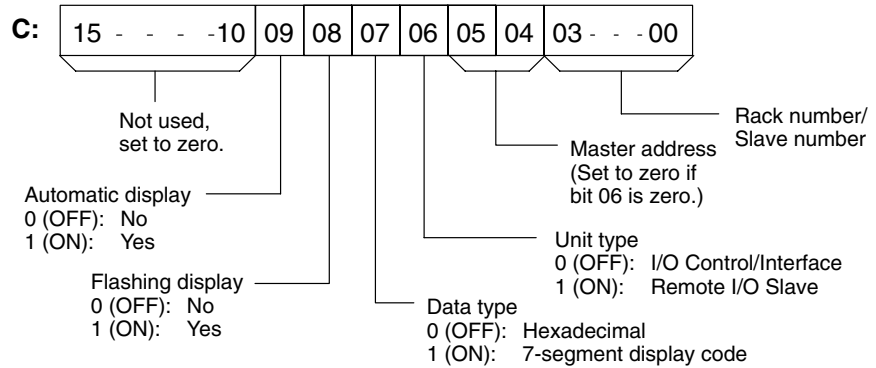 C: 15 - - - -10 09 08 07 06 05 04 03 - - - 00
Not used,
set to zero.
Rack number/
Slave number
Master address
(Set to zero if
bit 06 is zero.)
Automatic display
0 (OFF): No
1 (ON): Yes
Unit type
0 (OFF): I/O Control/Interface
1 (ON): Remote I/O Slave
Flashing display
0 (OFF): No
1 (ON): Yes
Data type
0 (OFF): Hexadecimal
1 (ON): 7-segment display code